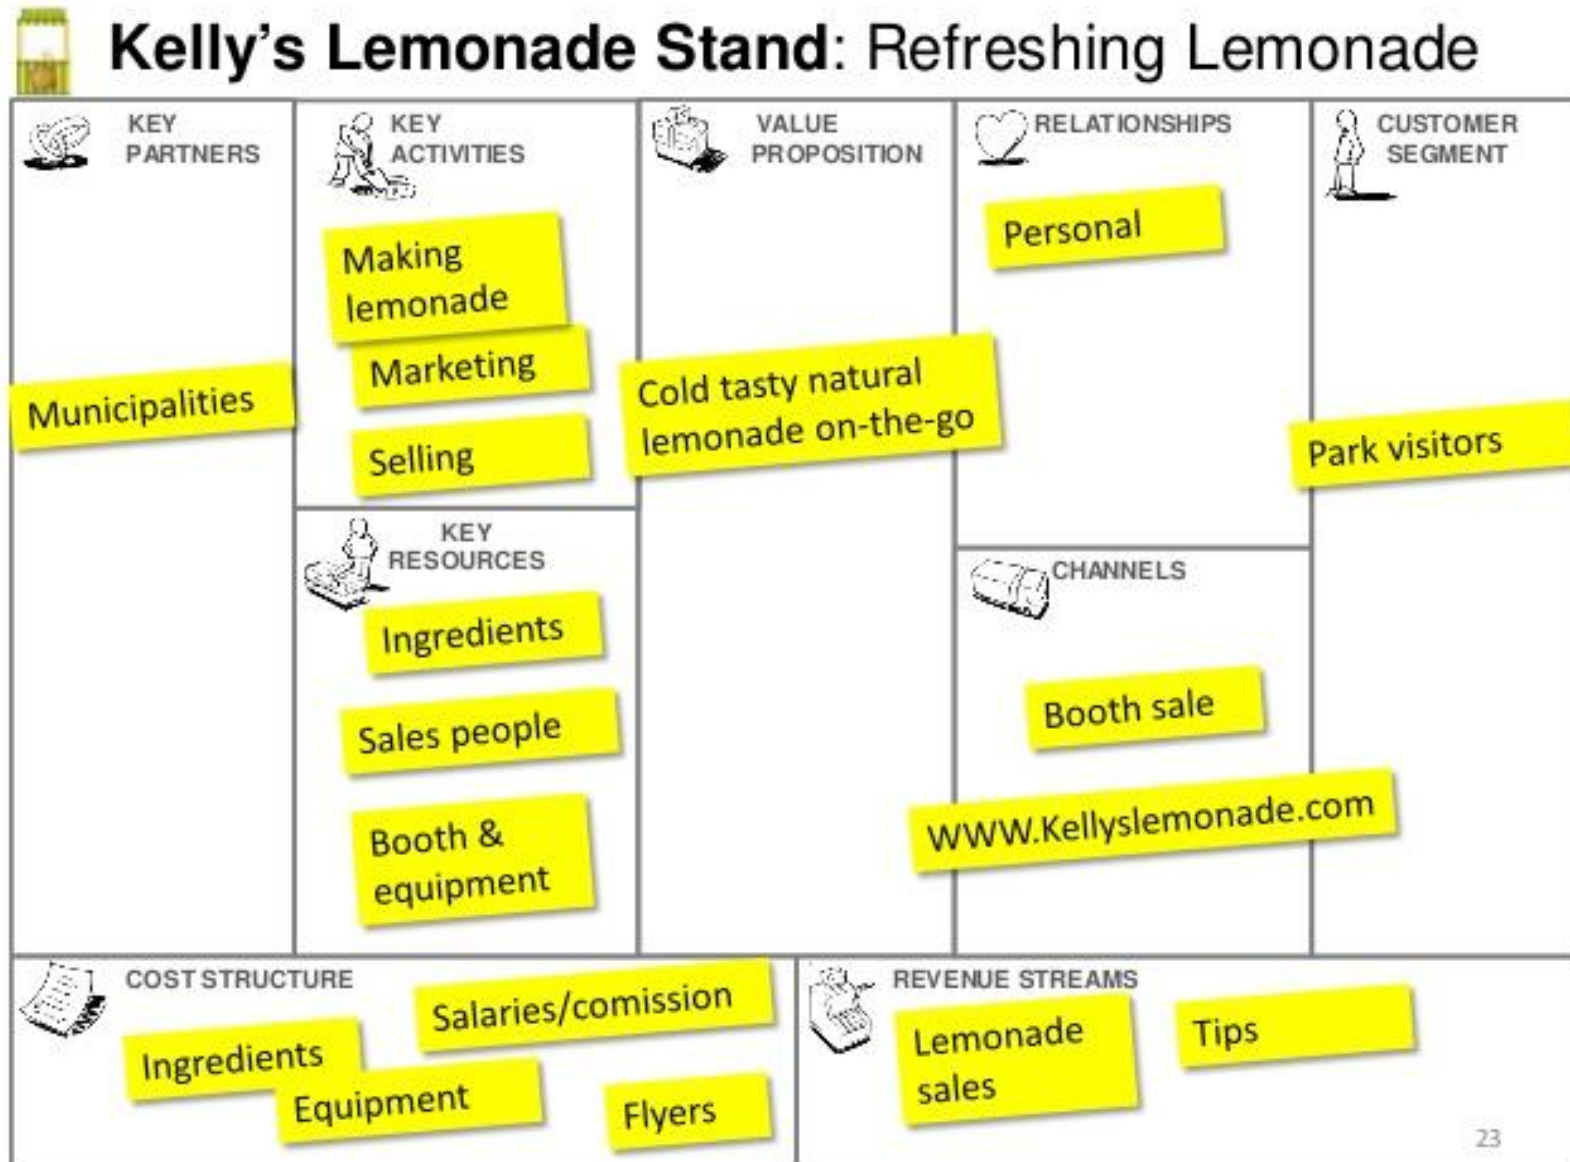 Kelly's Lemonade Stand: Refreshing Lemonade
KEY
PARTNERS
Municipalities
KEY
ACTIVITIES
Making
lemonade
Marketing
Selling
KEY
RESOURCES
Ingredients
Sales people
Booth &
equipment
VALUE
PROPOSITION
Cold tasty natural
lemonade on-the-go
RELATIONSHIPS
Personal
CHANNELS
Booth sale
WWW.Kellyslemonade.com
CUSTOMER
SEGMENT
Park visitors
COST STRUCTURE
Salaries/comission
Ingredients
Equipment
Flyers
REVENUE STREAMS
Lemonade
sales
Tips
23